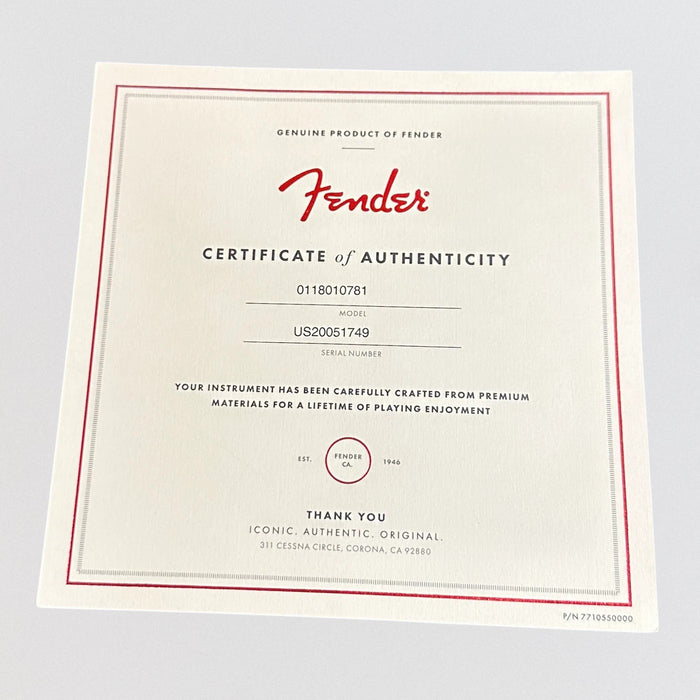 GENUINE PRODUCT OF FENDER
Fender
CERTIFICATE of AUTHENTICITY
0118010781
MODEL
US20051749
SERIAL NUMBER
YOUR INSTRUMENT HAS BEEN CAREFULLY CRAFTED FROM PREMIUM
MATERIALS FOR A LIFETIME OF PLAYING ENJOYMENT
EST. FENDER CA. 1946
THANK YOU
ICONIC. AUTHENTIC. ORIGINAL.
311 CESSNA CIRCLE, CORONA, CA 92880
P/N 7710550000